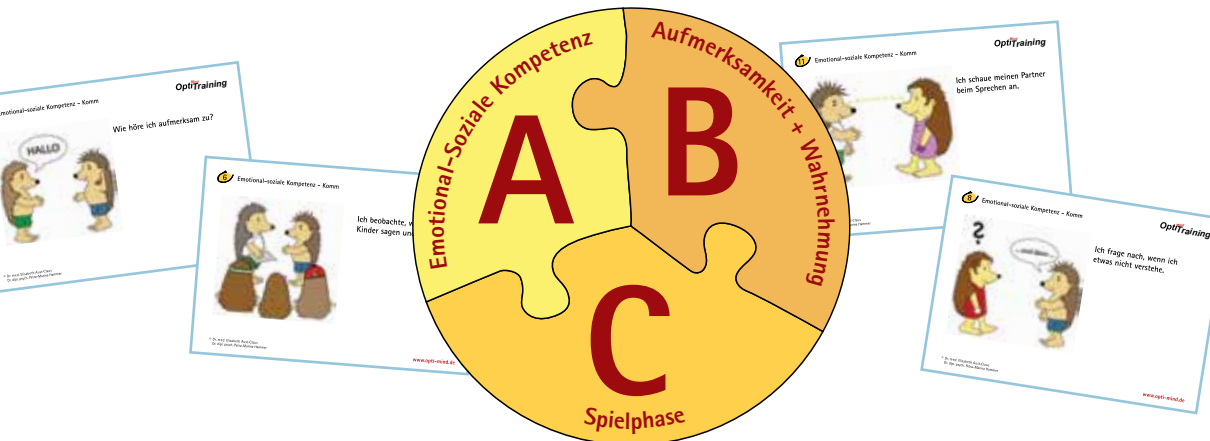 OptiTraining
Emotional-soziale Kompetenz – Komm
Wie höre ich aufmerksam zu?
HALLO
6
Emotional-soziale Kompetenz – Komm
Ich beobachte,
Kinder sagen
www.opti-mind.de
Emotional-Soziale Kompetenz
A
Aufmerksamkeit + Wahrnehmung
B
C
Spielphase
11
Emotional-soziale Kompetenz – Komm
OptiTraining
Ich schaue meinen Partner
beim Sprechen an.
8
Emotional-soziale Kompetenz – Komm
OptiTraining
?
Ich frage nach, wenn ich
etwas nicht verstehe.
www.opti-mind.de